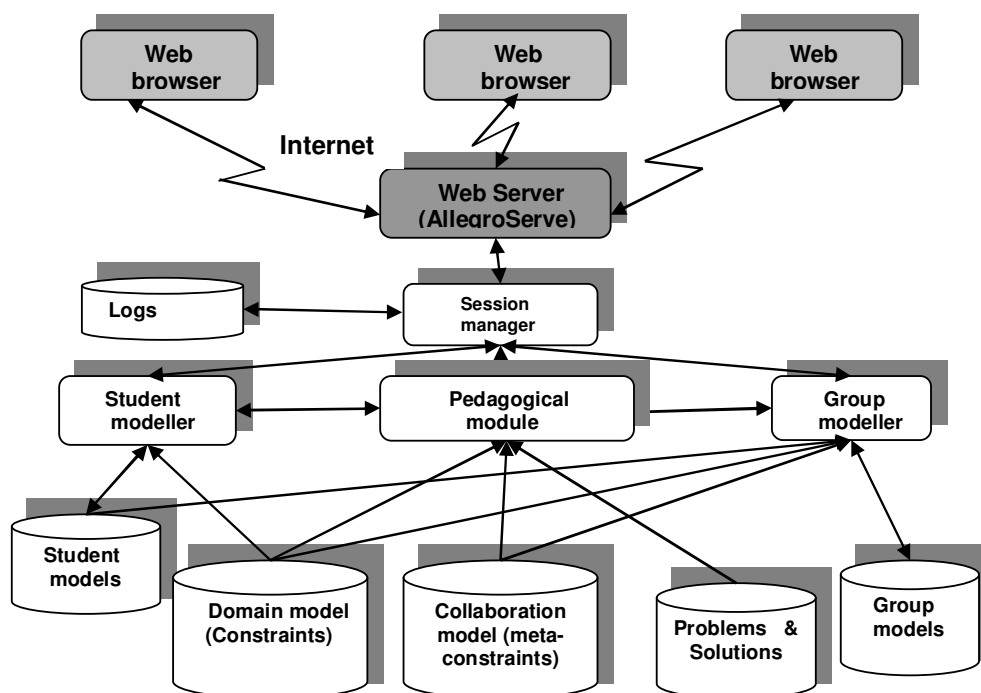 Web
browser
Web
browser
Web
browser
Internet
Web Server
(AllegroServe)
Logs
Session
manager
Student
modeller
Pedagogical
module
Group
modeller
Student
models
Domain model
(Constraints)
Collaboration
model (meta-
constraints)
Problems &
Solutions
Group
models